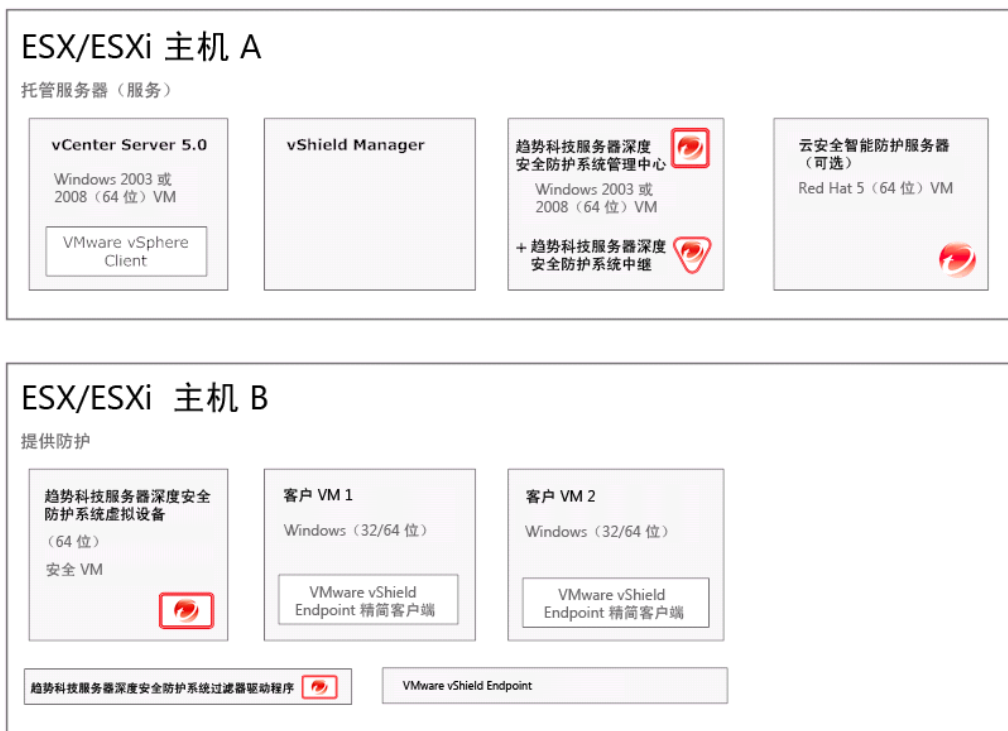 ESX/ESXi 主机 A
托管服务器（服务）
vCenter Server 5.0
Windows 2003 或
2008（64 位）VM
VMware vSphere
Client
vShield Manager
趋势科技服务器深度
安全防护系统管理中心
Windows 2003 或
2008（64 位）VM
+ 趋势科技服务器深度
安全防护系统中继
云安全智能防护服务器
（可选）
Red Hat 5（64 位）VM
ESX/ESXi 主机 B
提供防护
趋势科技服务器深度安全
防护系统虚拟设备
（64 位）
安全 VM
客户 VM 1
Windows（32/64 位）
VMware vShield
Endpoint 精简客户端
客户 VM 2
Windows（32/64 位）
VMware vShield
Endpoint 精简客户端
趋势科技服务器深度安全防护系统过滤器驱动程序
VMware vShield Endpoint